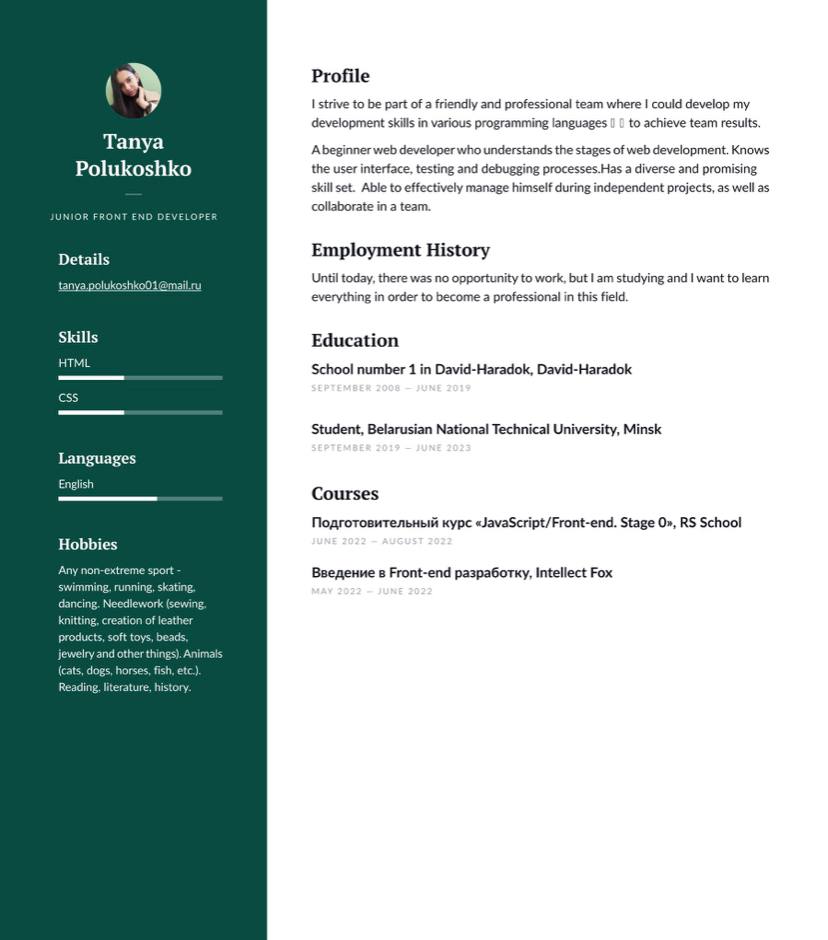 Tanya
Polukoshko
JUNIOR FRONT END DEVELOPER
Details
tanya.polukoshko01@mail.ru
Skills
HTML
CSS
Languages
English
Hobbies
Any non-extreme sport -
swimming, running, skating,
dancing. Needlework (sewing,
knitting, creation of leather
products, soft toys, beads,
jewelry and other things). Animals
(cats, dogs, horses, fish, etc.).
Reading, literature, history.
Profile
I strive to be part of a friendly and professional team where I could develop my
development skills in various programming languages to achieve team results.
A beginner web developer who understands the stages of web development. Knows
the user interface, testing and debugging processes.Has a diverse and promising
skill set. Able to effectively manage himself during independent projects, as well as
collaborate in a team.
Employment History
Until today, there was no opportunity to work, but I am studying and I want to learn
everything in order to become a professional in this field.
Education
School number 1 in David-Haradok, David-Haradok
SEPTEMBER 2008 — JUNE 2019
Student, Belarusian National Technical University, Minsk
SEPTEMBER 2019 — JUNE 2023
Courses
Подготовительный курс «JavaScript/Front-end. Stage 0», RS School
JUNE 2022 — AUGUST 2022
Введение в Front-end разработку, Intellect Fox
MAY 2022 — JUNE 2022